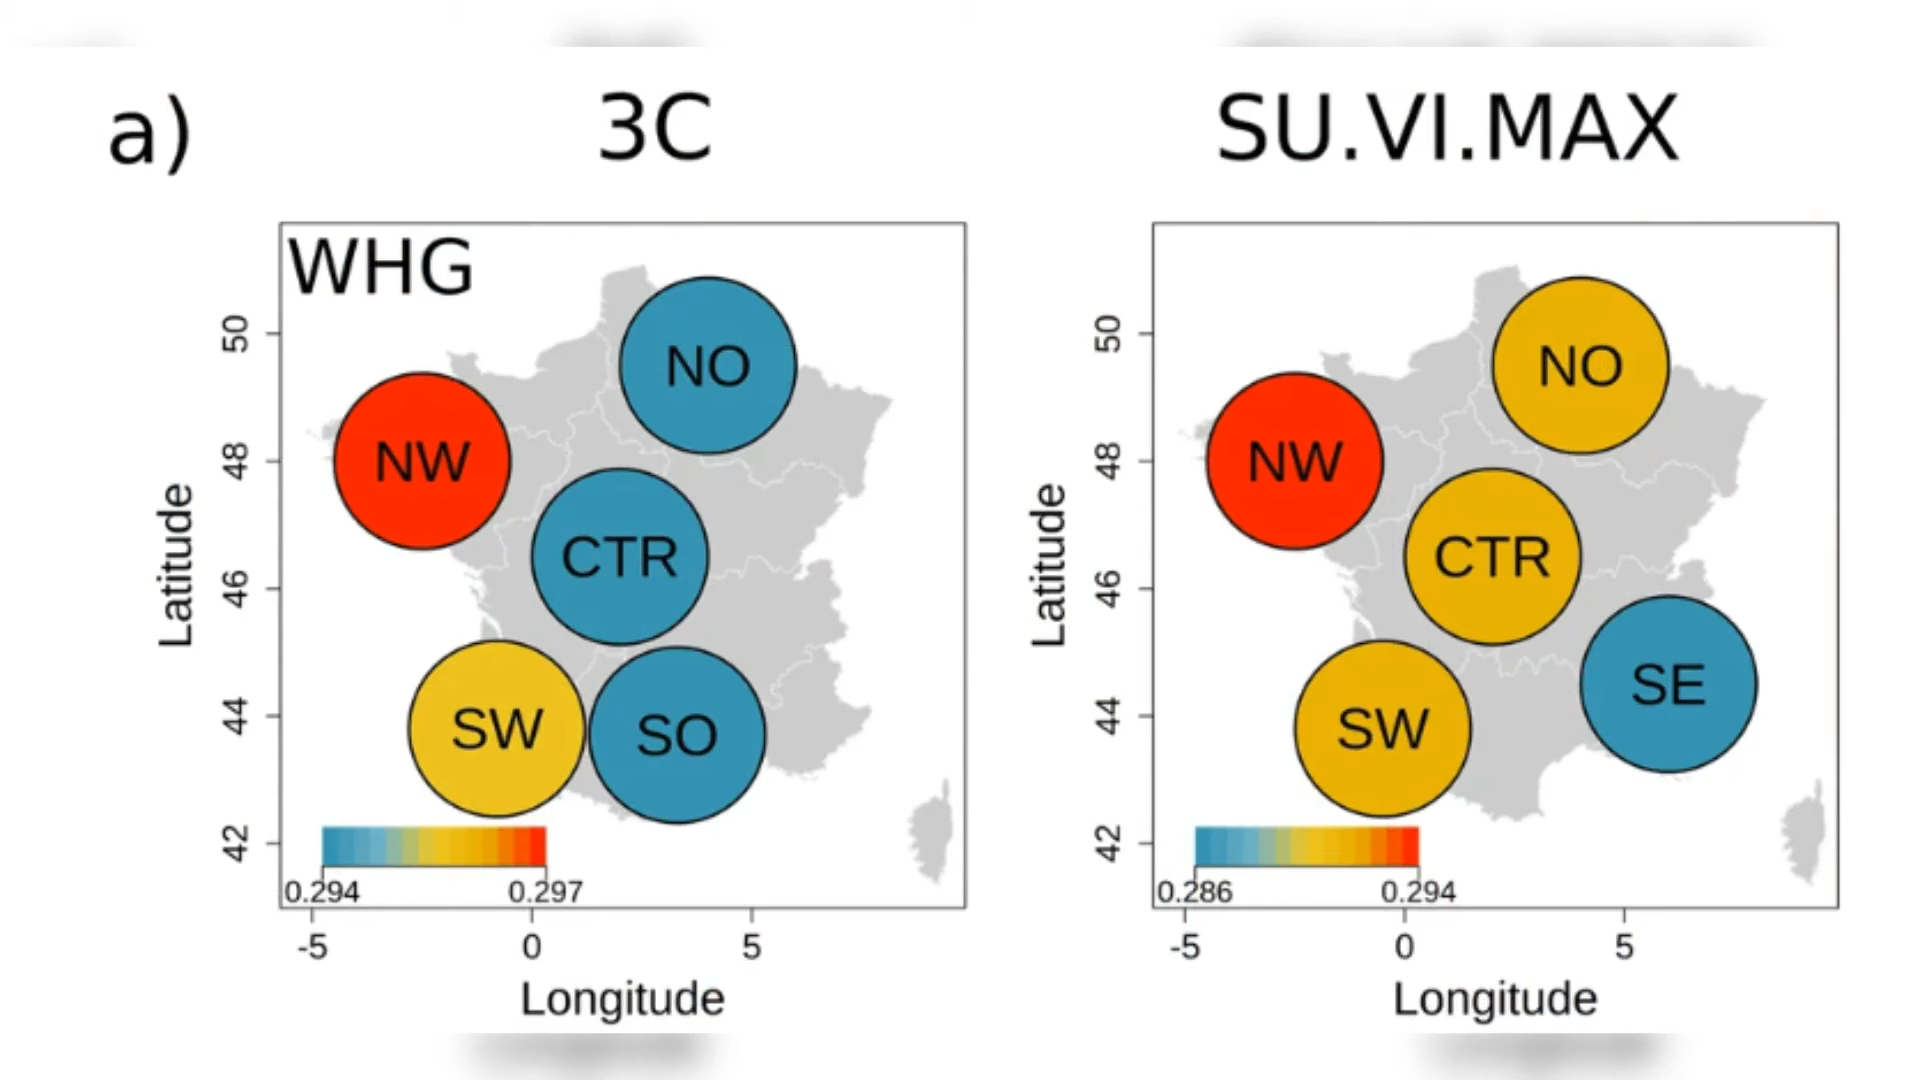 a)
3C
SU.VI.MAX
WHG
NO
NW
CTR
SW
SO
50
48
46
44
42
Latitude
0.294
0.297
-5
0
5
Longitude
NO
NW
CTR
SE
SW
50
48
46
44
42
Latitude
0.286
0.294
-5
0
5
Longitude